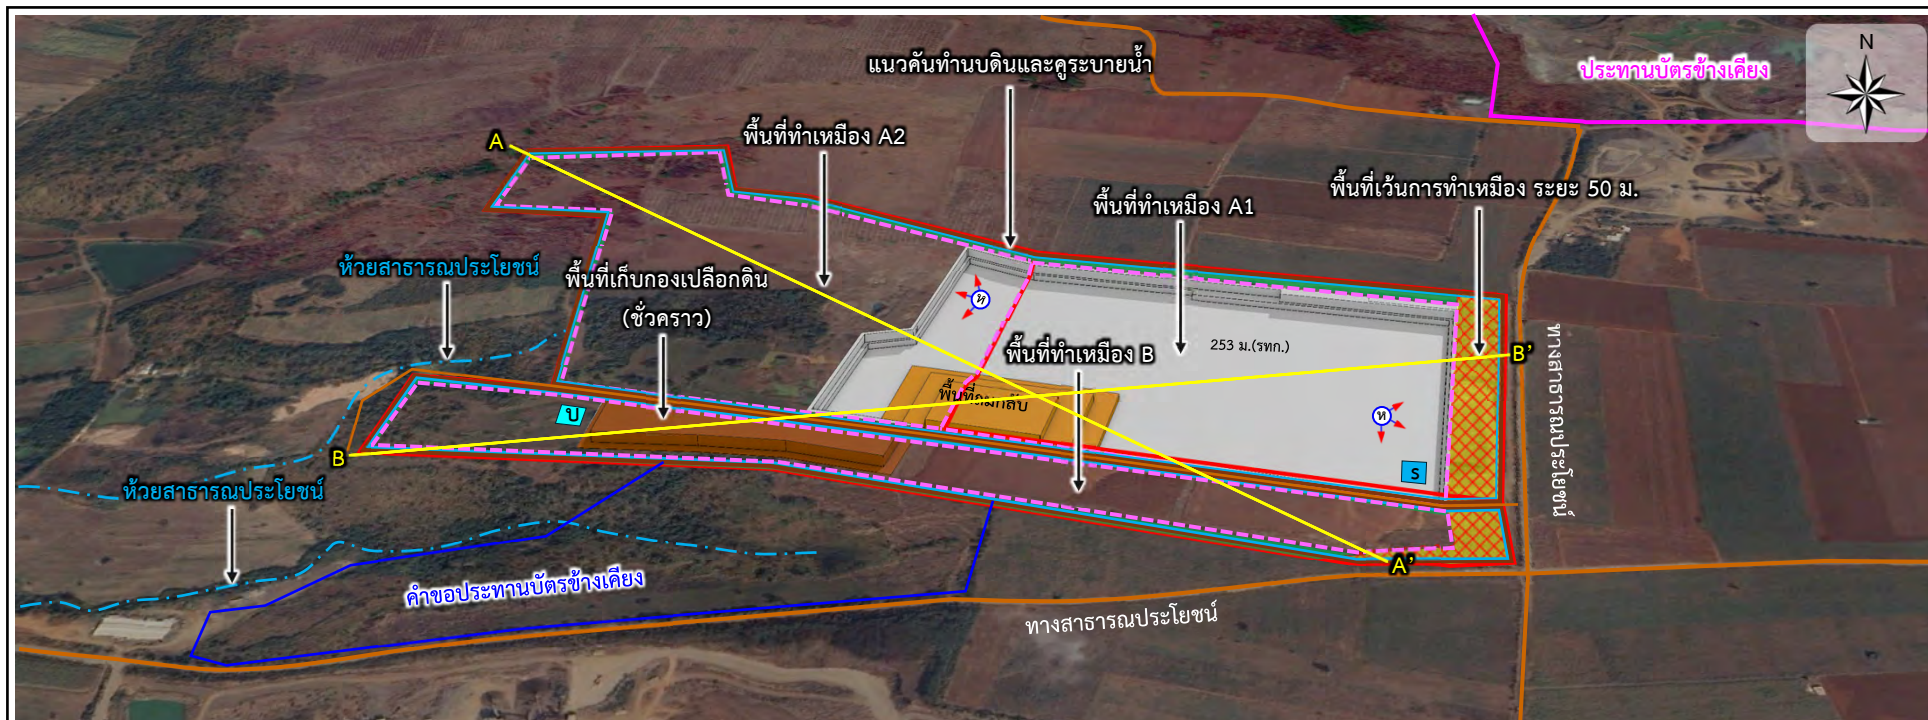 N
แนวคันทำนบดินและคูระบายน้ำ
ประทานบัตรข้างเคียง
A
พื้นที่ทำเหมือง A2
พื้นที่ทำเหมือง A1
พื้นที่เว้นการทำเหมือง ระยะ 50 ม.
ห้วยสาธารณประโยชน์
พื้นที่เก็บกองเปลือกดิน
(ชั่วคราว)
ห
พื้นที่ทำเหมือง B
253 ม.(รทก.)
B'
ทางสาธารณประโยชน์
พื้นที่ถมกลับ
บ
ห
B
ร
ห้วยสาธารณประโยชน์
A'
คำขอประทานบัตรข้างเคียง
ทางสาธารณประโยชน์